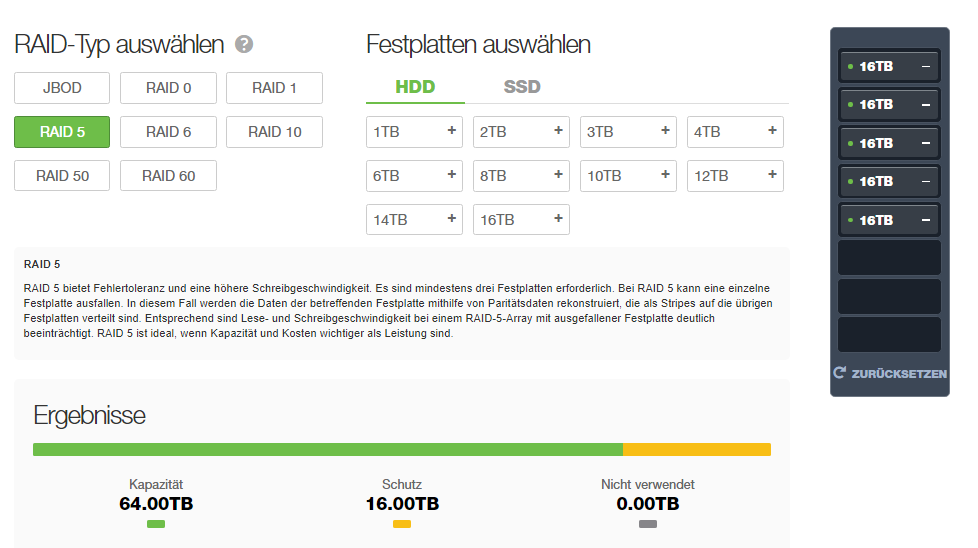 RAID-Typ auswählen ?
JBOD RAID 0 RAID 1
RAID 5 RAID 6 RAID 10
RAID 50 RAID 60
Festplatten auswählen
HDD SSD
1TB + 2TB + 3TB + 4TB +
6TB + 8TB + 10TB + 12TB +
14TB + 16TB +
16TB –
16TB –
16TB –
16TB –
16TB –
ZURÜCKSETZEN
RAID 5
RAID 5 bietet Fehlertoleranz und eine höhere Schreibgeschwindigkeit. Es sind mindestens drei Festplatten erforderlich. Bei RAID 5 kann eine einzelne
Festplatte ausfallen. In diesem Fall werden die Daten der betreffenden Festplatte mithilfe von Paritätsdaten rekonstruiert, die als Stripes auf die übrigen
Festplatten verteilt sind. Entsprechend sind Lese- und Schreibgeschwindigkeit bei einem RAID-5-Array mit ausgefallener Festplatte deutlich
beeinträchtigt. RAID 5 ist ideal, wenn Kapazität und Kosten wichtiger als Leistung sind.
Ergebnisse
Kapazität Schutz Nicht verwendet
64.00TB 16.00TB 0.00TB